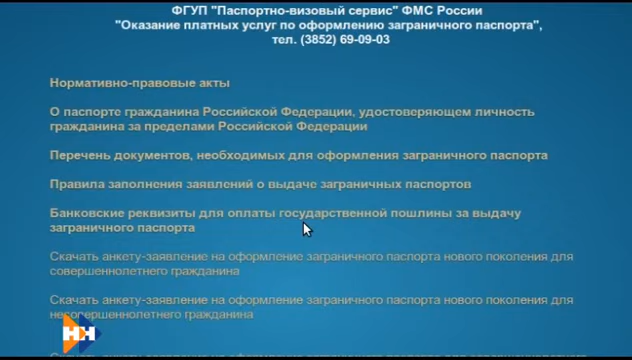 ФГУП "Паспортно-визовый сервис" ФМС России
"Оказание платных услуг по оформлению заграничного паспорта",
тел. (3852) 69-09-03
Нормативно-правовые акты
О паспорте гражданина Российской Федерации, удостоверяющем личность
гражданина за пределами Российской Федерации
Перечень документов, необходимых для оформления заграничного паспорта
Правила заполнения заявлений о выдаче заграничных паспортов
Банковские реквизиты для оплаты государственной пошлины за выдачу
заграничного паспорта
Скачать анкету-заявление на оформление заграничного паспорта нового поколения для
совершеннолетнего гражданина
Скачать анкету-заявление на оформление заграничного паспорта нового поколения для
несовершеннолетнего гражданина
НН